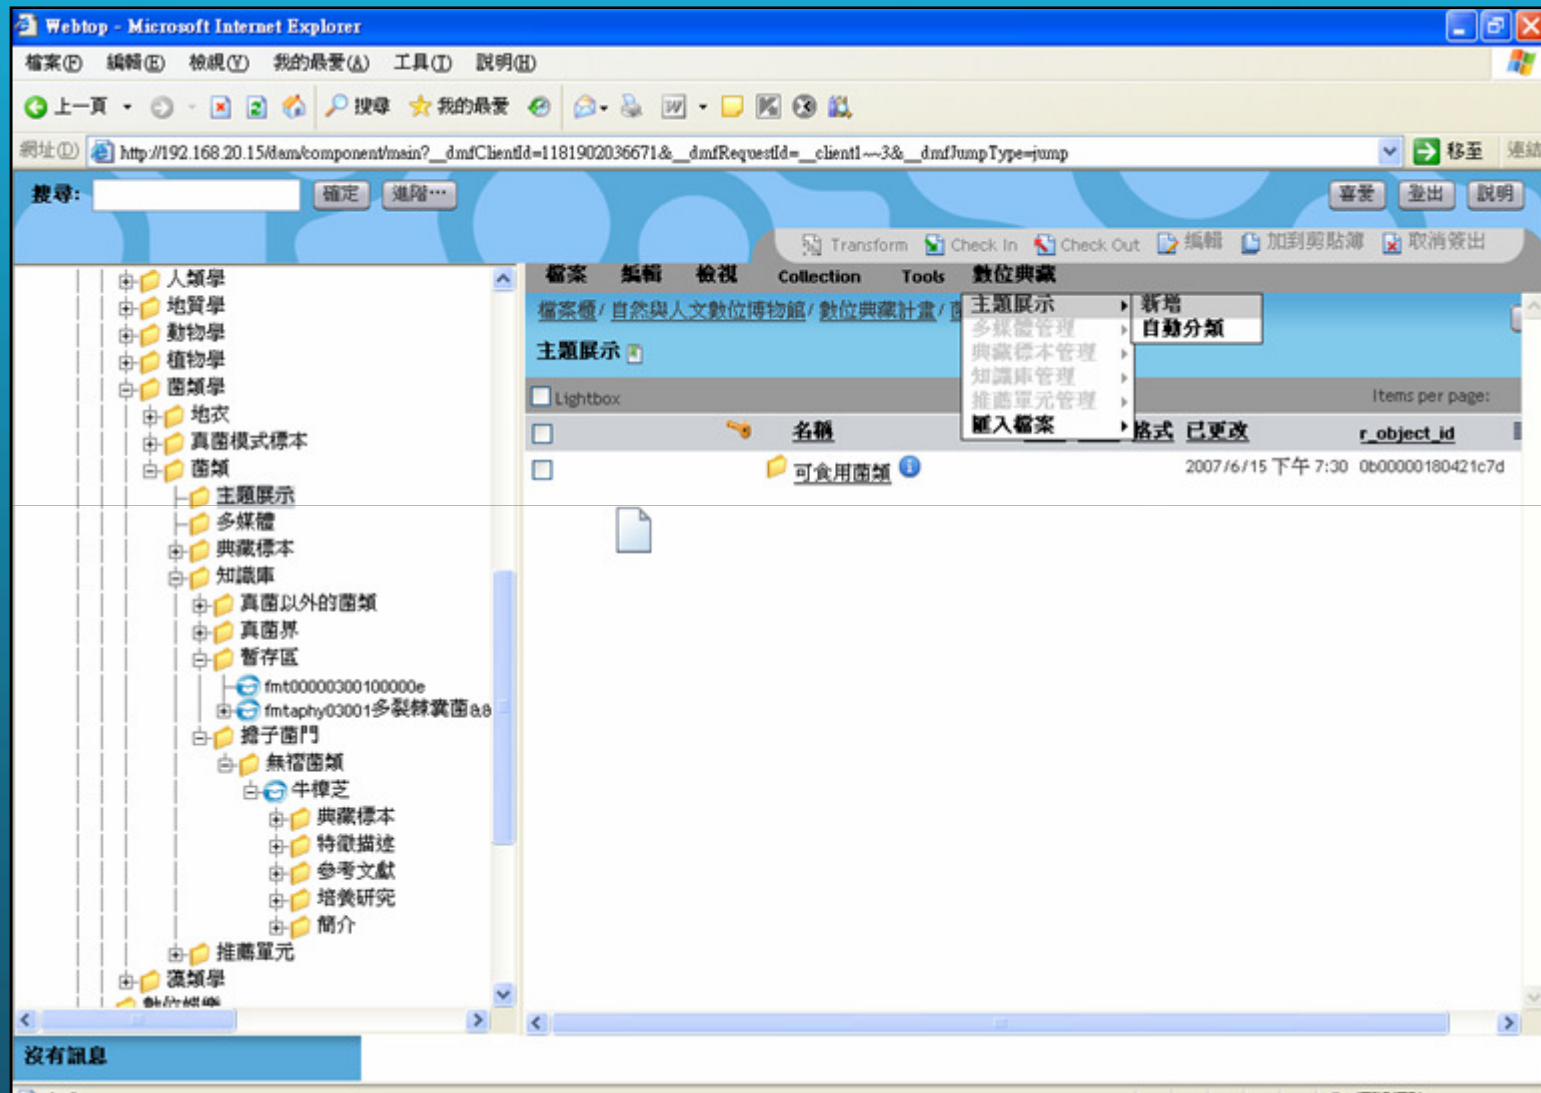 Webtop - Microsoft Internet Explorer
檔案(F) 編輯(E) 檢視(V) 我的最愛(A) 工具(T) 說明(H)
上一頁 搜尋 我的最愛
網址(D) http://192.168.20.15/dam/component/main?__dmfClientId=1181902036671&__dmfRequestId=__client1~~3&__dmfJumpType=jump 移至 連結
搜尋: 確定 進階… 喜愛 登出 說明
Transform Check In Check Out 編輯 加到剪貼簿 取消簽出
人類學
地質學
動物學
植物學
菌類學
地衣
真菌模式標本
菌類
主題展示
多媒體
典藏標本
知識庫
真菌以外的菌類
真菌界
暫存區
fmt00000300100000e
fmtaphy03001多裂棘囊菌a,a
擔子菌門
無褶菌類
牛樟芝
典藏標本
特徵描述
參考文獻
培養研究
簡介
推薦單元
藻類學
檔案 編輯 檢視 Collection Tools 數位典藏
檔案櫃/ 自然與人文數位博物館/ 數位典藏計畫/
主題展示
主題展示 新增
多媒體管理 自動分類
典藏標本管理
知識庫管理
推薦單元管理
匯入檔案
Lightbox Items per page:
名稱 格式 已更改 r_object_id
可食用菌類 2007/6/15 下午 7:30 0b00000180421c7d
沒有訊息